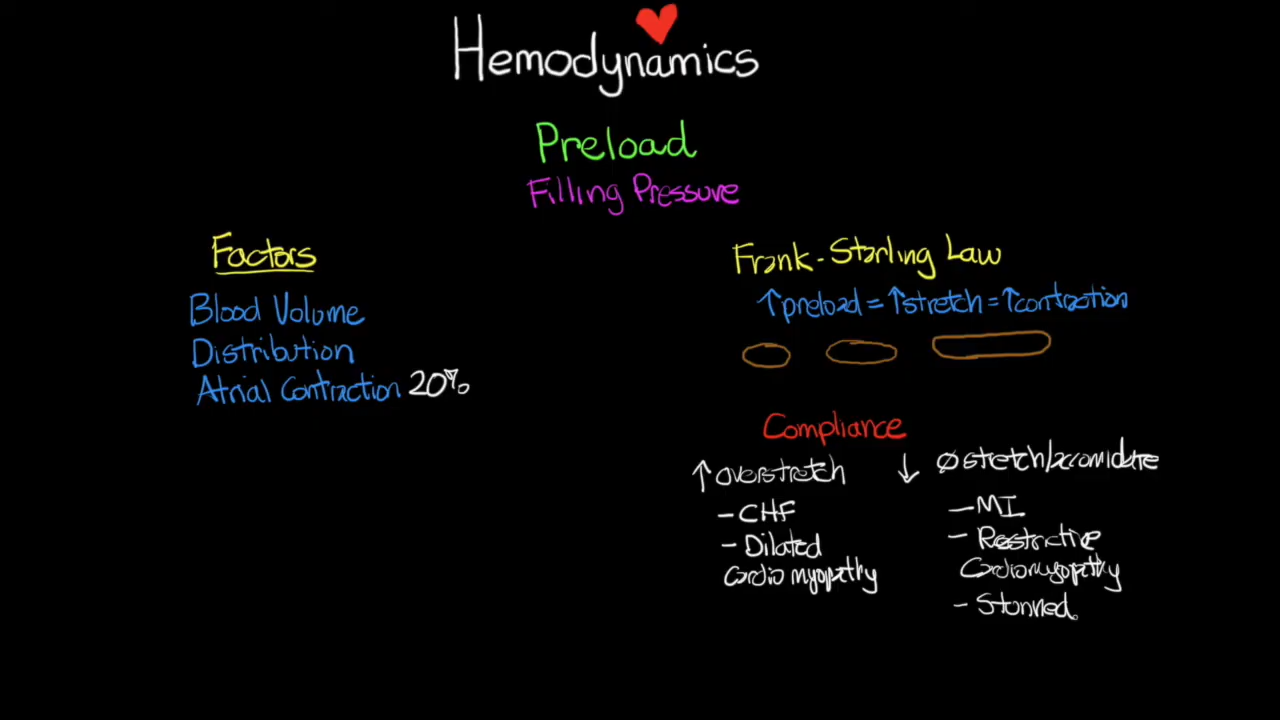 Hemodynamics
Preload
Filling Pressure
Factors
Blood Volume
Distribution
Atrial Contraction 20%
Frank-Starling Law
↑preload = ↑stretch = ↑contraction
Compliance
↑ overstretch
- CHF
- Dilated
Cardiomyopathy
↓ Ø stretch/accomidate
- MI
- Restrictive
Cardiomyopathy
- Stunned